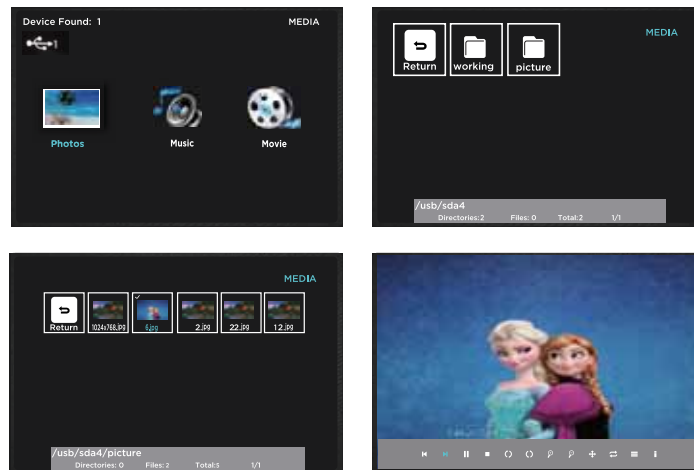 Device Found: 1
MEDIA
1
Photos
Music
Movie
MEDIA
Return
working
picture
/usb/sda4
Directories:2 Files: 0 Total:2 1/1
MEDIA
Return
1024x768.jpg
6.jpg
2.jpg
22.jpg
12.jpg
/usb/sda4/picture
Directories: 0 Files: 2 Total:5 1/1